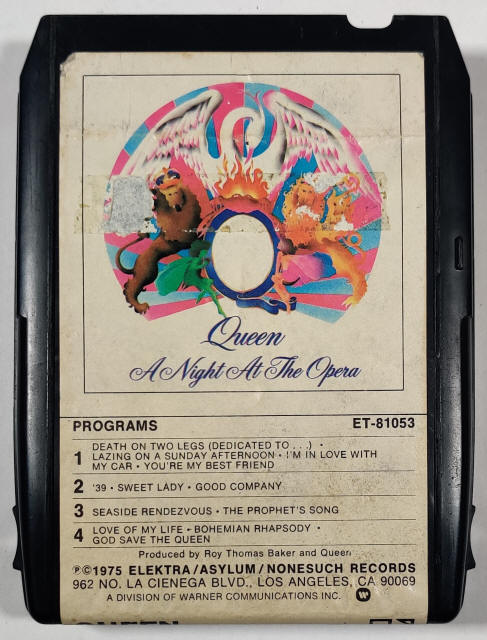 Queen
A Night At The Opera
PROGRAMS ET-81053
1 DEATH ON TWO LEGS (DEDICATED TO . . .) •
LAZING ON A SUNDAY AFTERNOON • I'M IN LOVE WITH
MY CAR • YOU'RE MY BEST FRIEND
2 '39 • SWEET LADY • GOOD COMPANY
3 SEASIDE RENDEZVOUS • THE PROPHET'S SONG
4 LOVE OF MY LIFE • BOHEMIAN RHAPSODY •
GOD SAVE THE QUEEN
Produced by Roy Thomas Baker and Queen
℗©1975 ELEKTRA/ASYLUM/NONESUCH RECORDS
962 NO. LA CIENEGA BLVD., LOS ANGELES, CA 90069
A DIVISION OF WARNER COMMUNICATIONS INC.
QUEEN